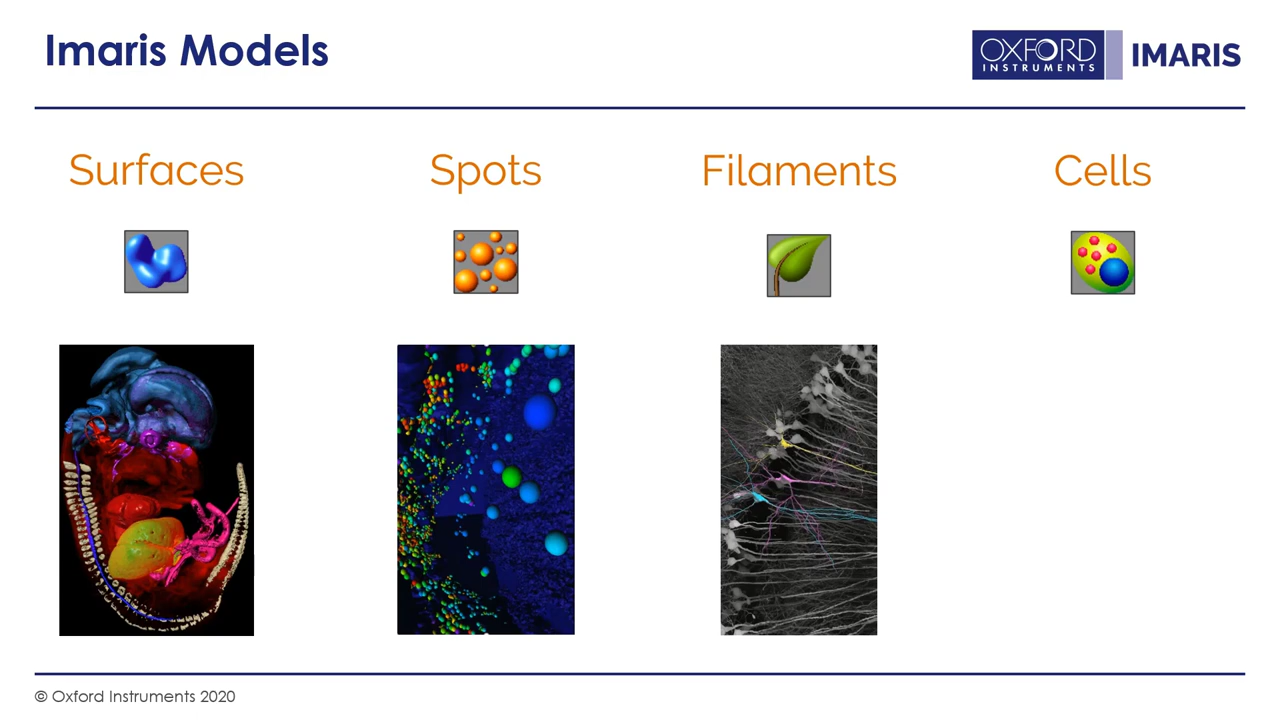 Imaris Models
OXFORD
INSTRUMENTS
IMARIS
Surfaces
Spots
Filaments
Cells
© Oxford Instruments 2020